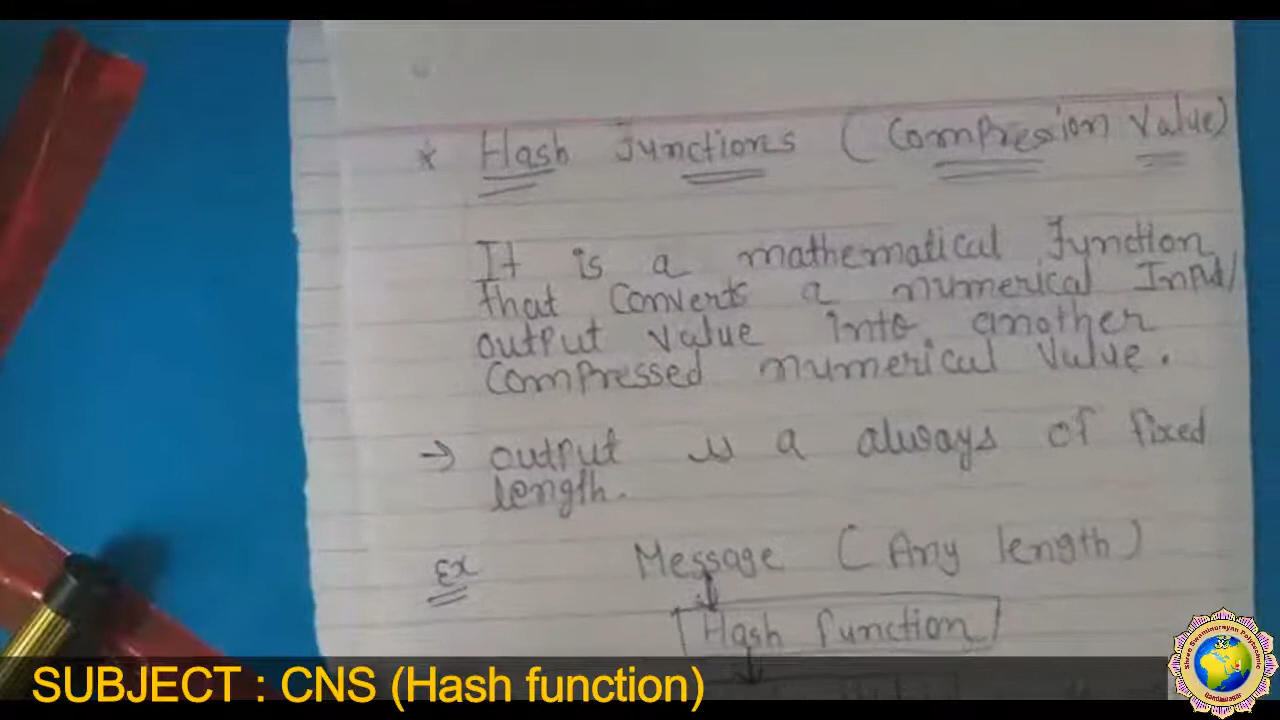 * Hash Functions (Compression Value)
It is a mathematical Function
that Converts a numerical Input/
output value into another
Compressed numerical Value.
→ output is a always of fixed
length.
Ex Message (Any length)
Hash function
SUBJECT : CNS (Hash function)